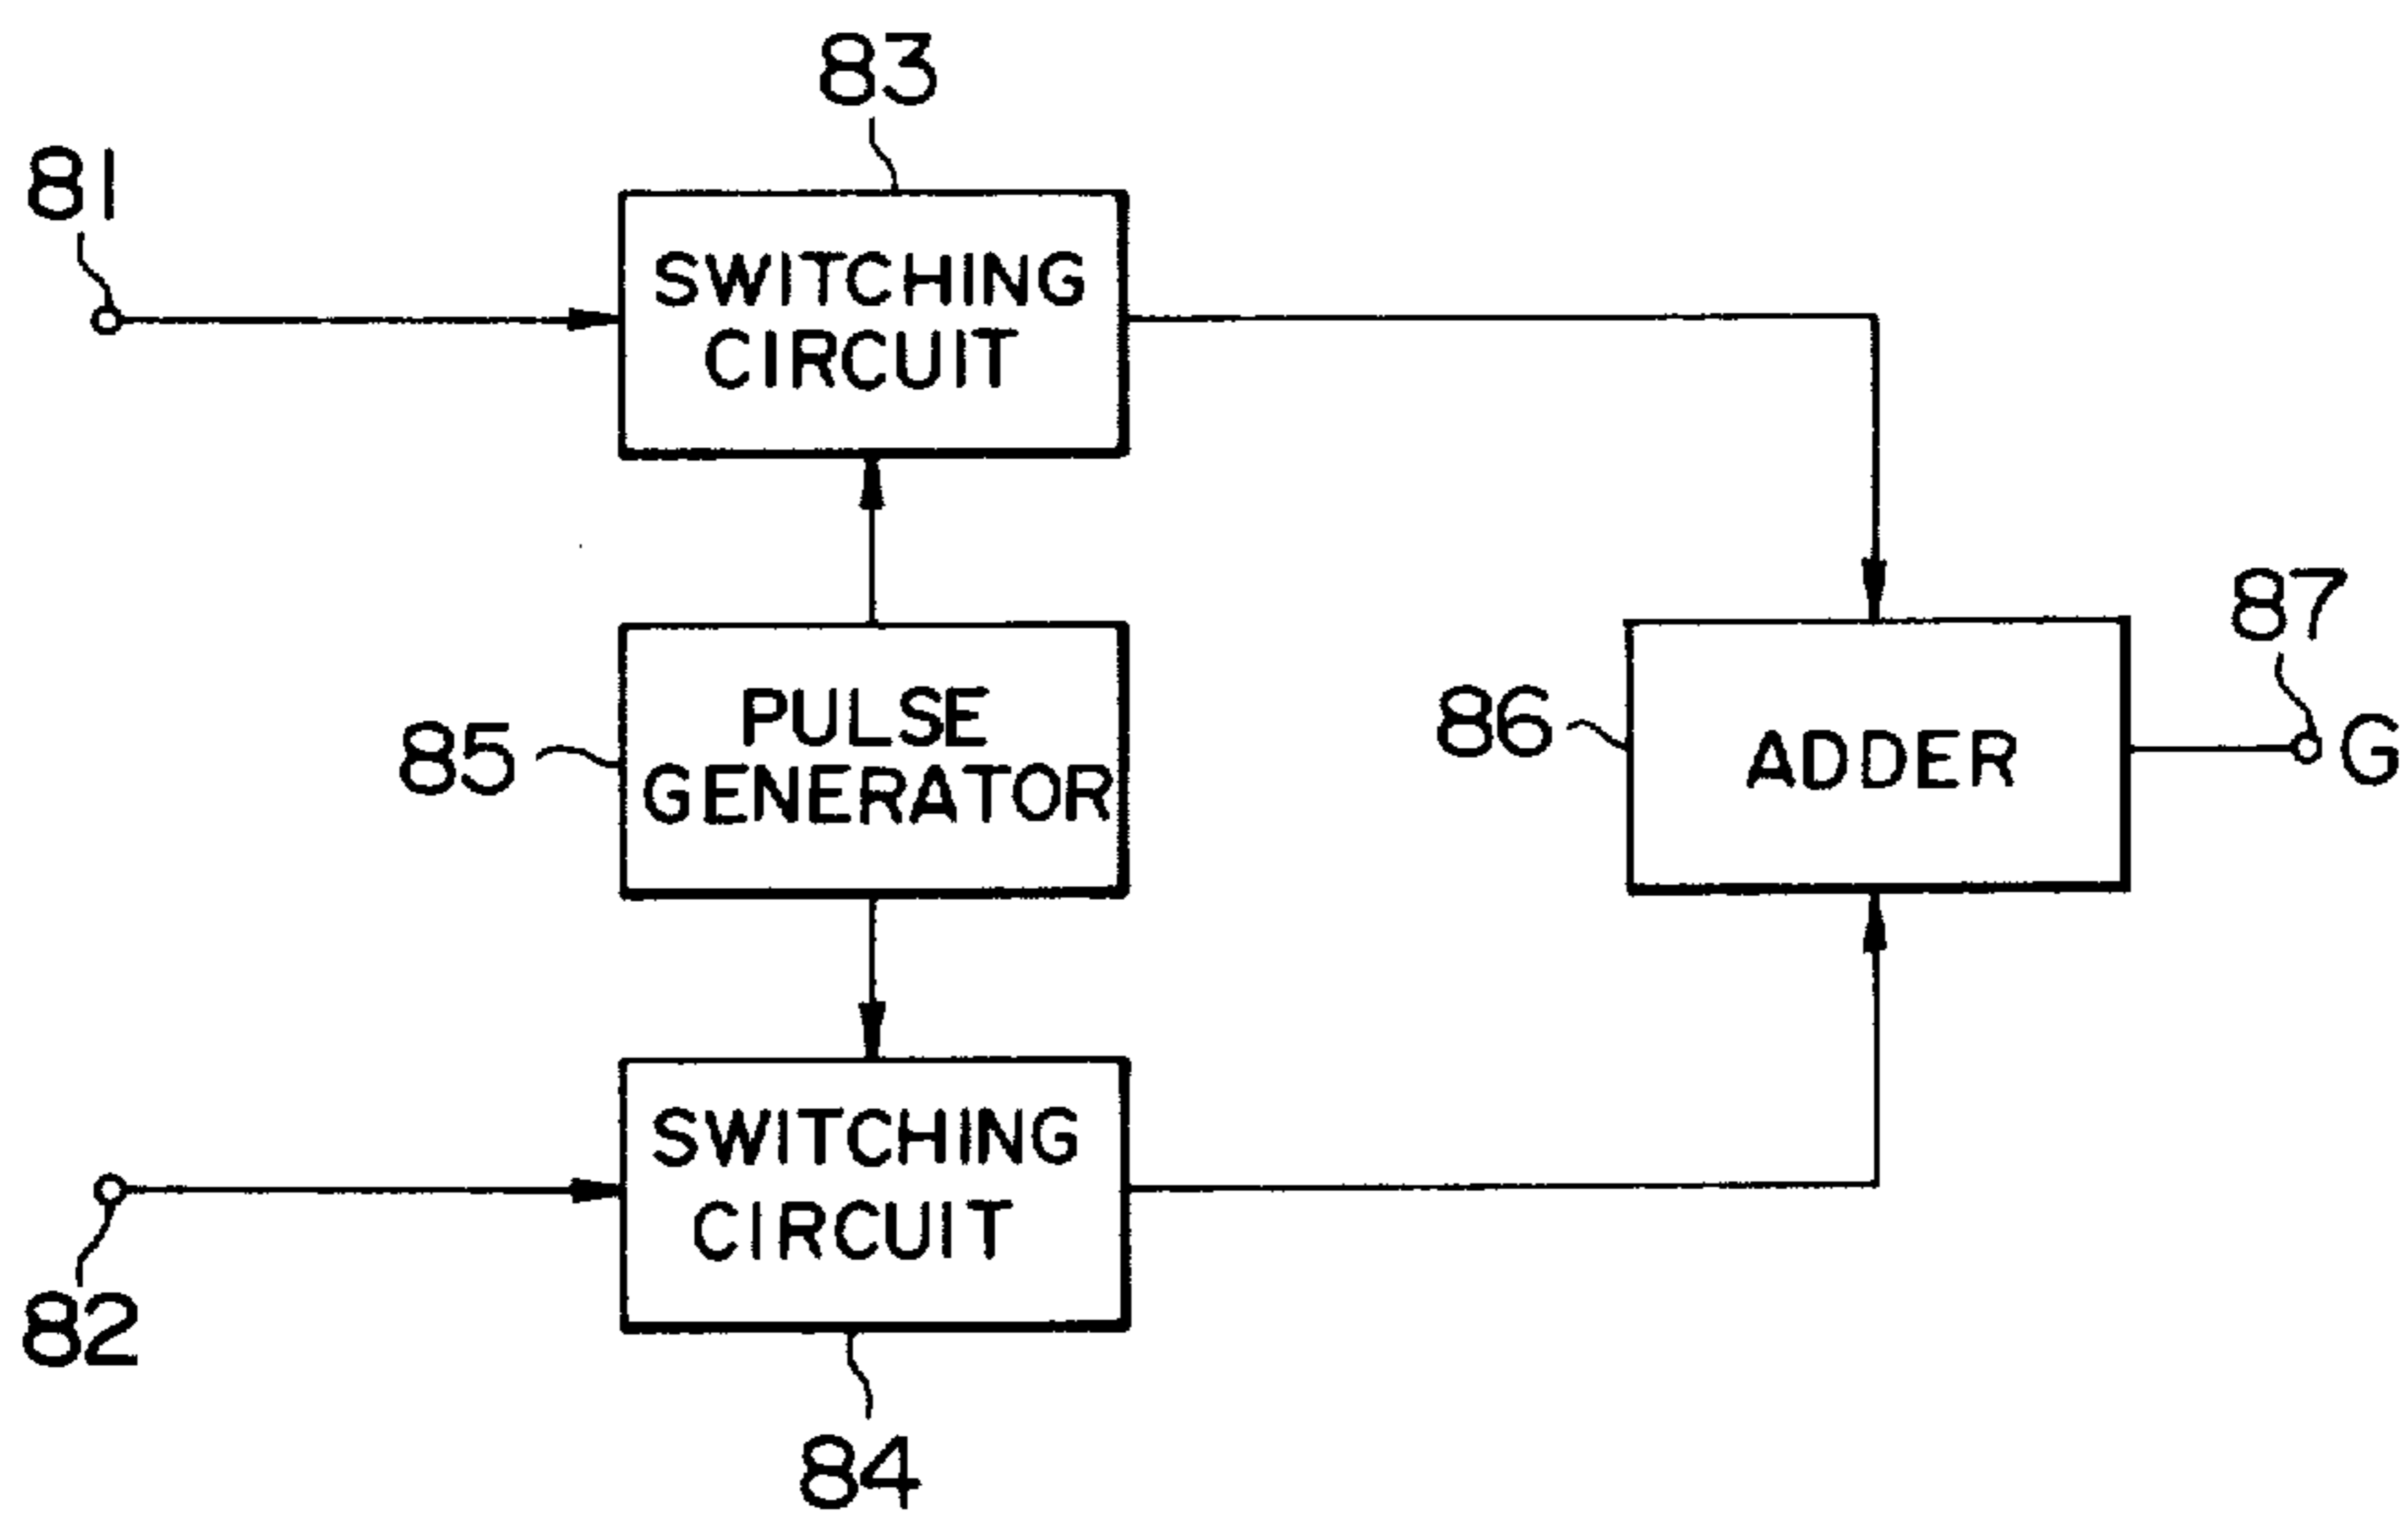 83
81
SWITCHING
CIRCUIT
87
86
ADDER
G
85
PULSE
GENERATOR
SWITCHING
CIRCUIT
82
84